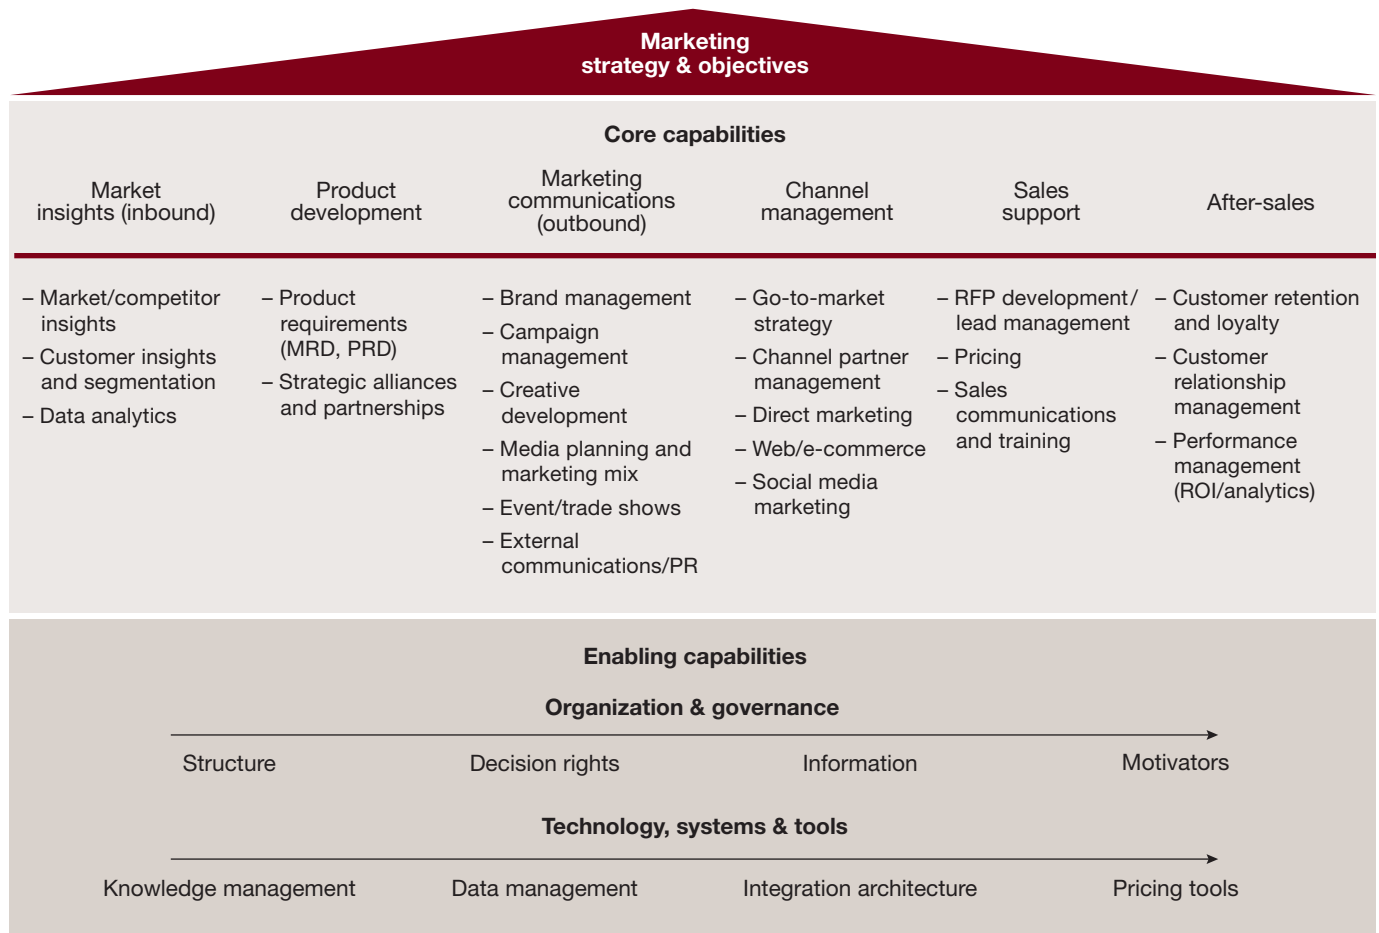 Marketing
strategy & objectives
Core capabilities
Market
insights (inbound)
Product
development
Marketing
communications
(outbound)
Channel
management
Sales
support
After-sales
– Market/competitor
insights
– Customer insights
and segmentation
– Data analytics
– Product
requirements
(MRD, PRD)
– Strategic alliances
and partnerships
– Brand management
– Campaign
management
– Creative
development
– Media planning and
marketing mix
– Event/trade shows
– External
communications/PR
– Go-to-market
strategy
– Channel partner
management
– Direct marketing
– Web/e-commerce
– Social media
marketing
– RFP development/
lead management
– Pricing
– Sales
communications
and training
– Customer retention
and loyalty
– Customer
relationship
management
– Performance
management
(ROI/analytics)
Enabling capabilities
Organization & governance
Structure Decision rights Information Motivators
Technology, systems & tools
Knowledge management Data management Integration architecture Pricing tools